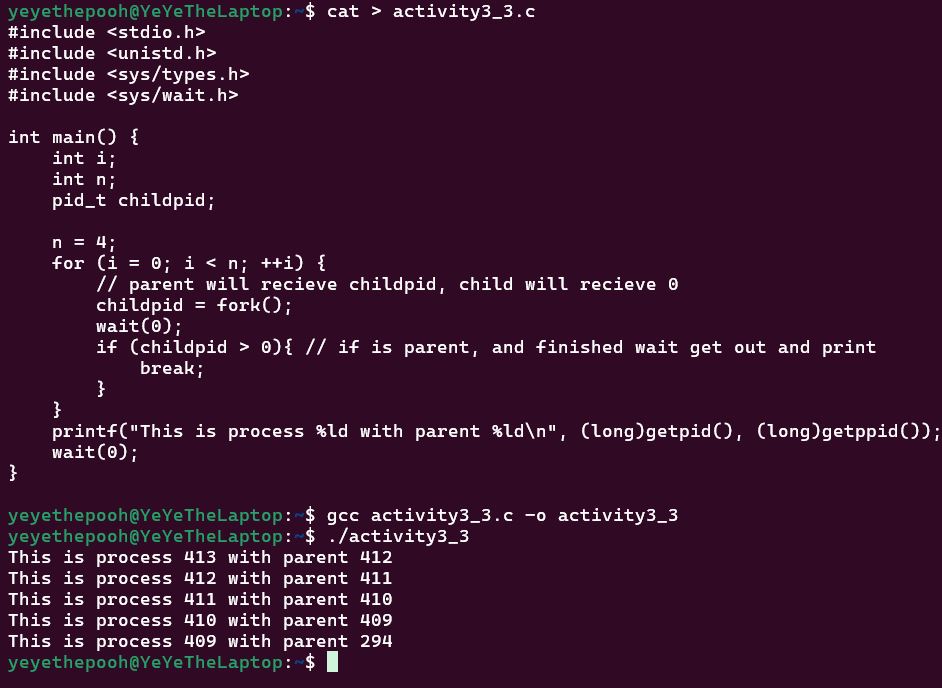 yeyethepooh@YeYeTheLaptop:~$ cat > activity3_3.c
#include <stdio.h>
#include <unistd.h>
#include <sys/types.h>
#include <sys/wait.h>

int main() {
    int i;
    int n;
    pid_t childpid;

    n = 4;
    for (i = 0; i < n; ++i) {
        // parent will recieve childpid, child will recieve 0
        childpid = fork();
        wait(0);
        if (childpid > 0){ // if is parent, and finished wait get out and print
            break;
        }
    }
    printf("This is process %ld with parent %ld\n", (long)getpid(), (long)getppid());
    wait(0);
}

yeyethepooh@YeYeTheLaptop:~$ gcc activity3_3.c -o activity3_3
yeyethepooh@YeYeTheLaptop:~$ ./activity3_3
This is process 413 with parent 412
This is process 412 with parent 411
This is process 411 with parent 410
This is process 410 with parent 409
This is process 409 with parent 294
yeyethepooh@YeYeTheLaptop:~$